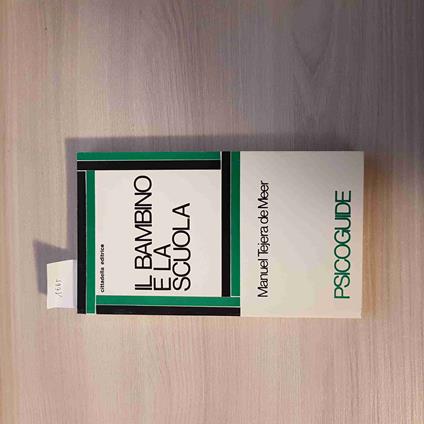 cittadella editrice
IL BAMBINO
E LA
SCUOLA
Manuel Tejera de Meer
PSICOGUIDE